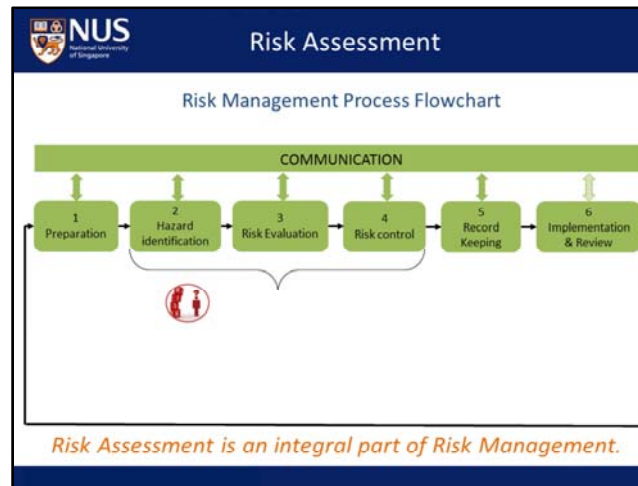 NUS
National University
of Singapore
Risk Assessment
Risk Management Process Flowchart
COMMUNICATION
1
Preparation
2
Hazard
identification
3
Risk Evaluation
4
Risk control
5
Record
Keeping
6
Implementation
& Review
Risk Assessment is an integral part of Risk Management.